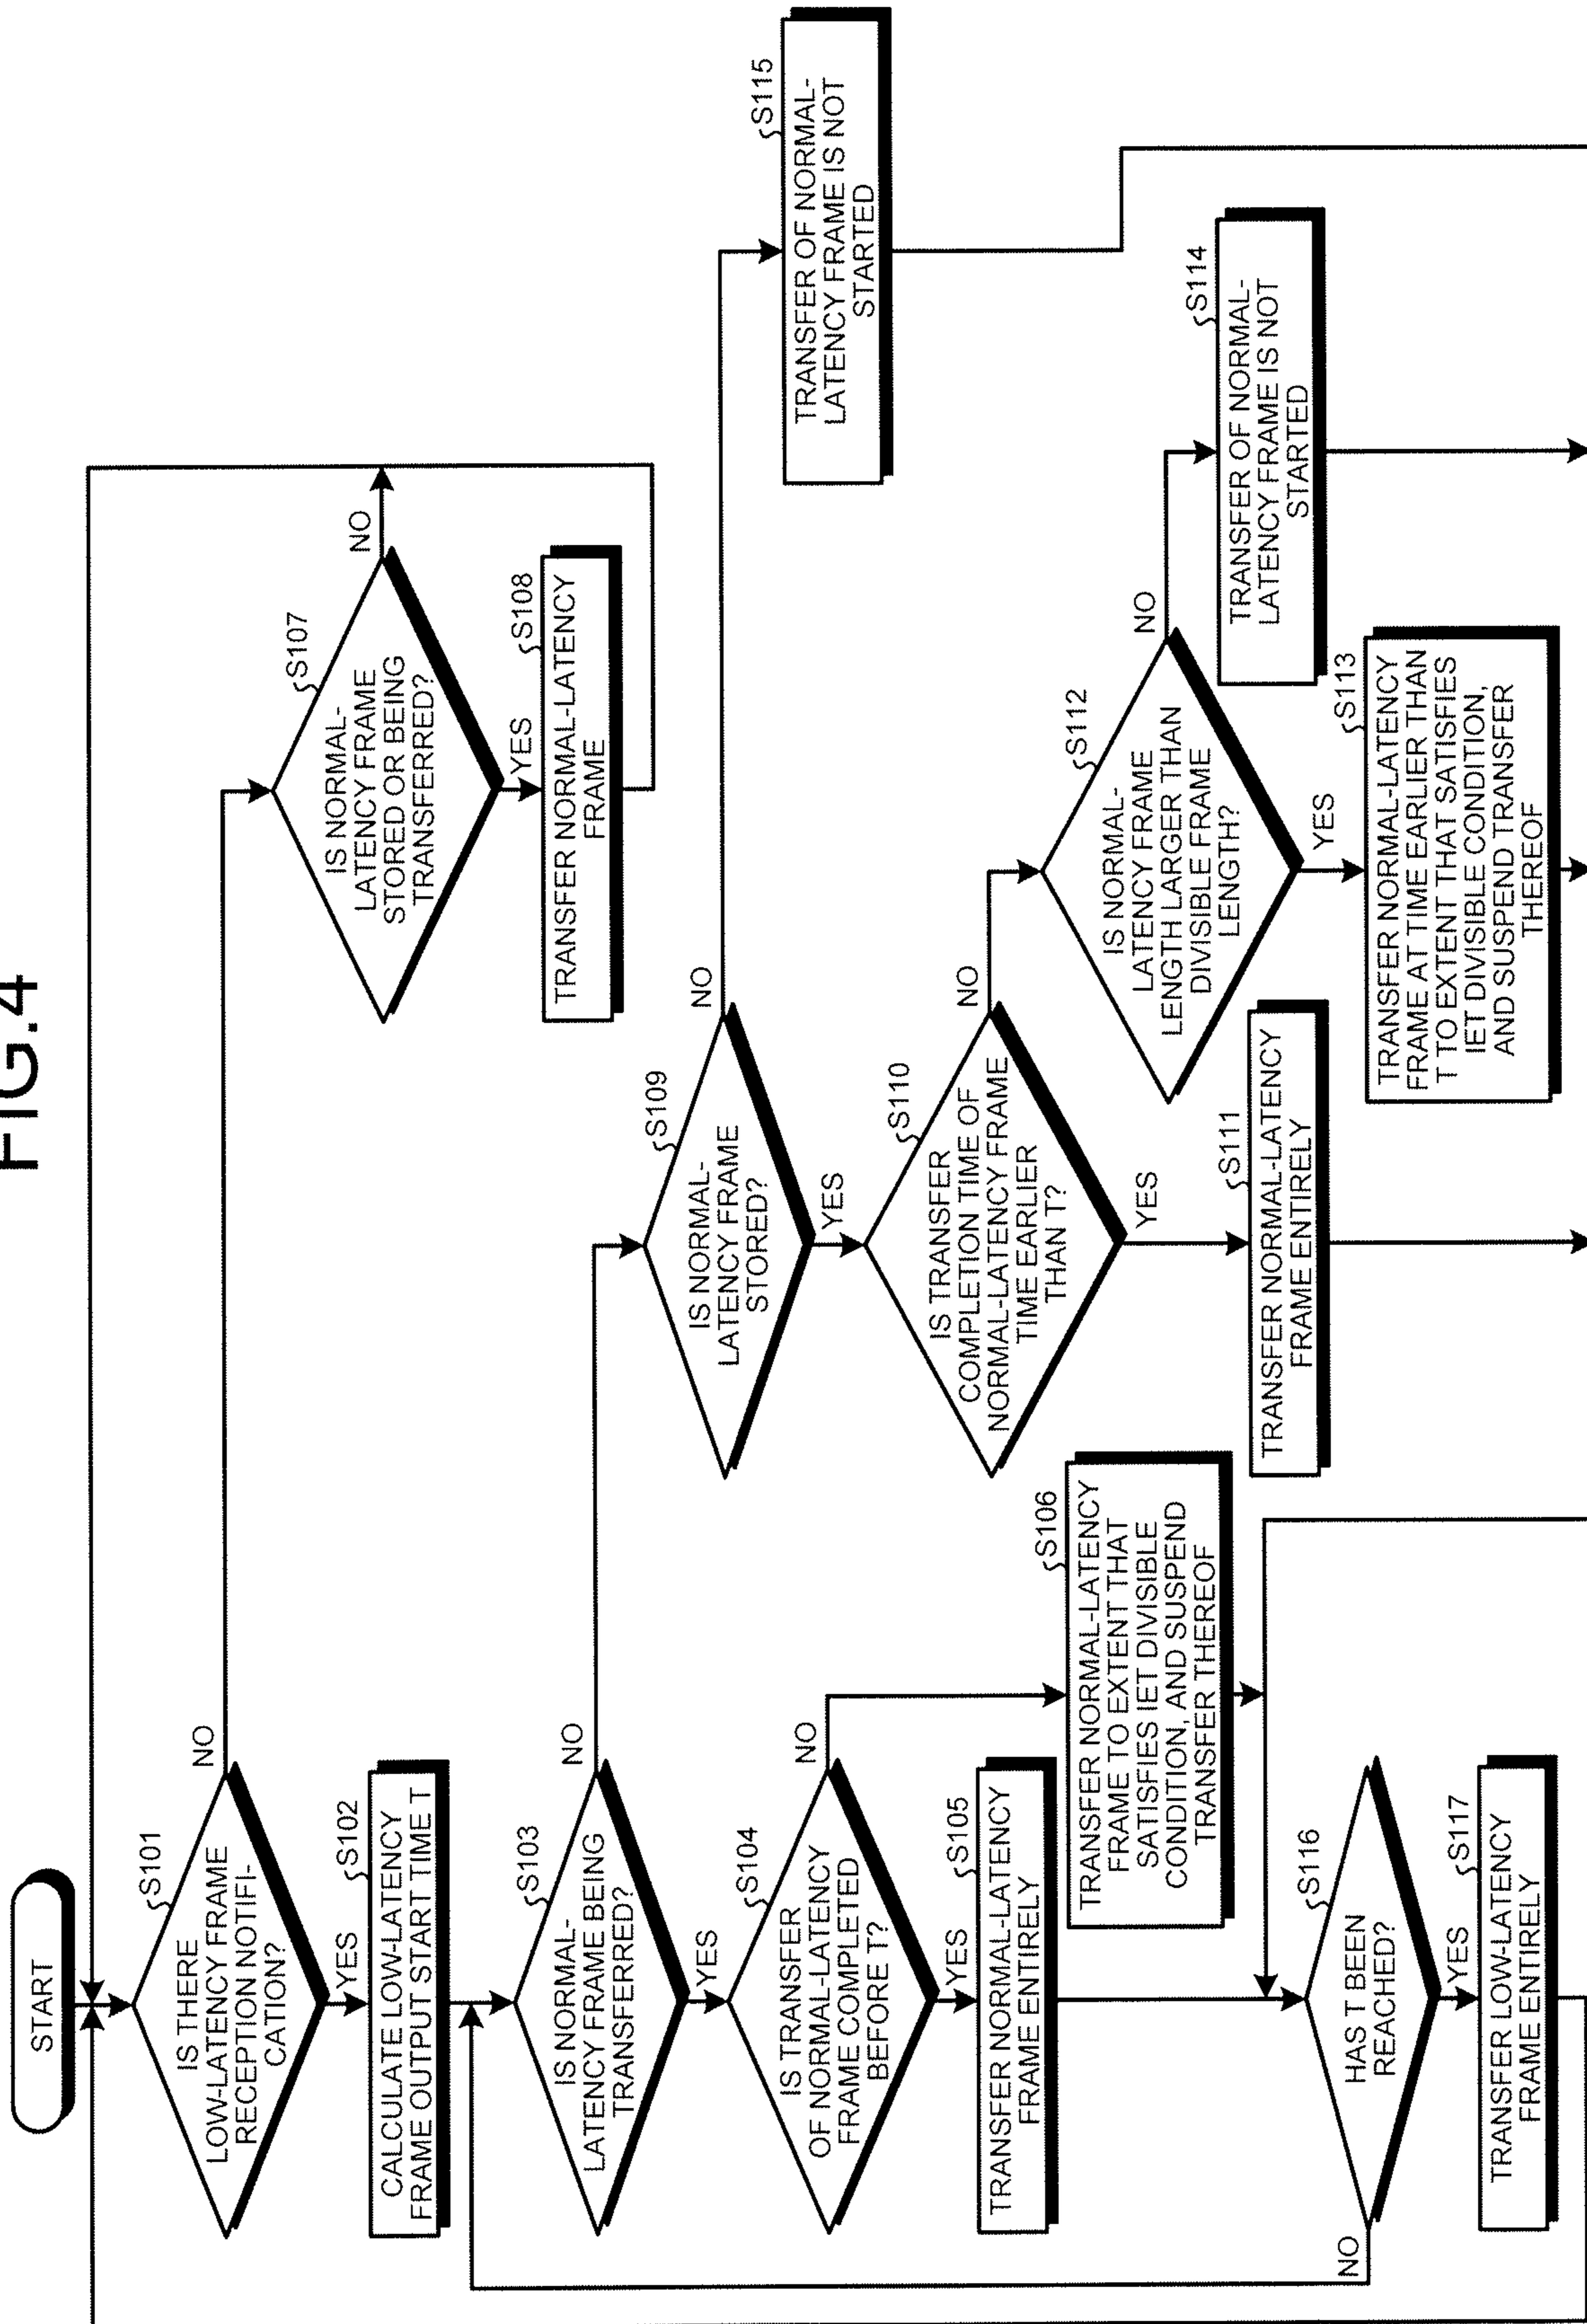 FIG.4
START
S101
IS THERE
LOW-LATENCY FRAME
RECEPTION NOTIFI-
CATION?
NO
YES
S102
CALCULATE LOW-LATENCY
FRAME OUTPUT START TIME T
S103
IS NORMAL-
LATENCY FRAME BEING
TRANSFERRED?
NO
YES
S104
IS TRANSFER
OF NORMAL-LATENCY
FRAME COMPLETED
BEFORE T?
NO
YES
S105
TRANSFER NORMAL-LATENCY
FRAME ENTIRELY
S106
TRANSFER NORMAL-LATENCY
FRAME TO EXTENT THAT
SATISFIES IET DIVISIBLE
CONDITION, AND SUSPEND
TRANSFER THEREOF
S107
IS NORMAL-
LATENCY FRAME
STORED OR BEING
TRANSFERRED?
NO
YES
S108
TRANSFER NORMAL-LATENCY
FRAME
S109
IS NORMAL-
LATENCY FRAME
STORED?
NO
YES
S110
IS TRANSFER
COMPLETION TIME OF
NORMAL-LATENCY FRAME
TIME EARLIER
THAN T?
NO
YES
S111
TRANSFER NORMAL-LATENCY
FRAME ENTIRELY
S112
IS NORMAL-
LATENCY FRAME
LENGTH LARGER THAN
DIVISIBLE FRAME
LENGTH?
NO
YES
S113
TRANSFER NORMAL-LATENCY
FRAME AT TIME EARLIER THAN
T TO EXTENT THAT SATISFIES
IET DIVISIBLE CONDITION,
AND SUSPEND TRANSFER
THEREOF
S114
TRANSFER OF NORMAL-
LATENCY FRAME IS NOT
STARTED
S115
TRANSFER OF NORMAL-
LATENCY FRAME IS NOT
STARTED
S116
HAS T BEEN
REACHED?
NO
YES
S117
TRANSFER LOW-LATENCY
FRAME ENTIRELY